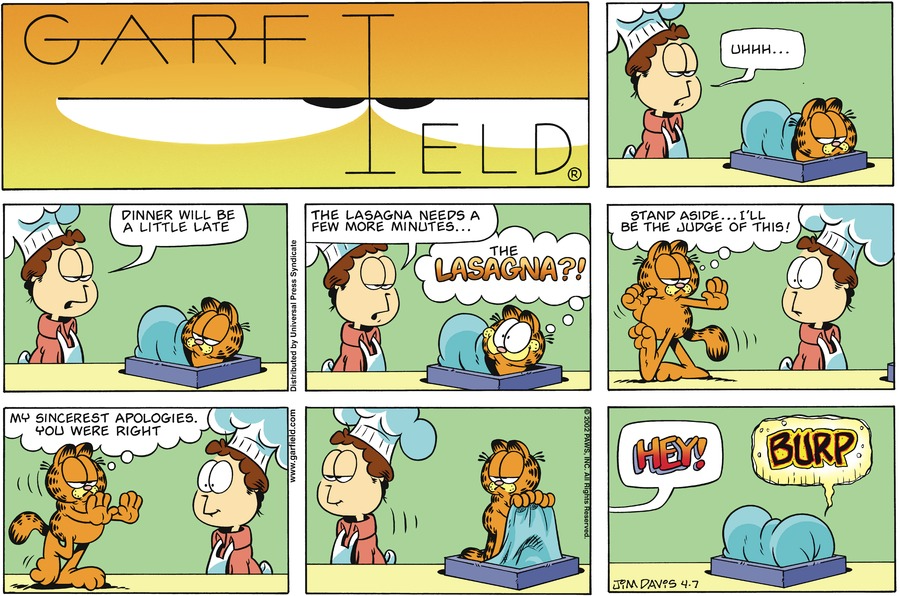 GARFIELD®
UHHH...
DINNER WILL BE
A LITTLE LATE
Distributed by Universal Press Syndicate
THE LASAGNA NEEDS A
FEW MORE MINUTES...
THE
LASAGNA?!
STAND ASIDE...I'LL
BE THE JUDGE OF THIS!
MY SINCEREST APOLOGIES.
YOU WERE RIGHT
www.garfield.com
© 2002 PAWS, INC. All Rights Reserved.
HEY!
BURP
JIM DAVIS 4-7